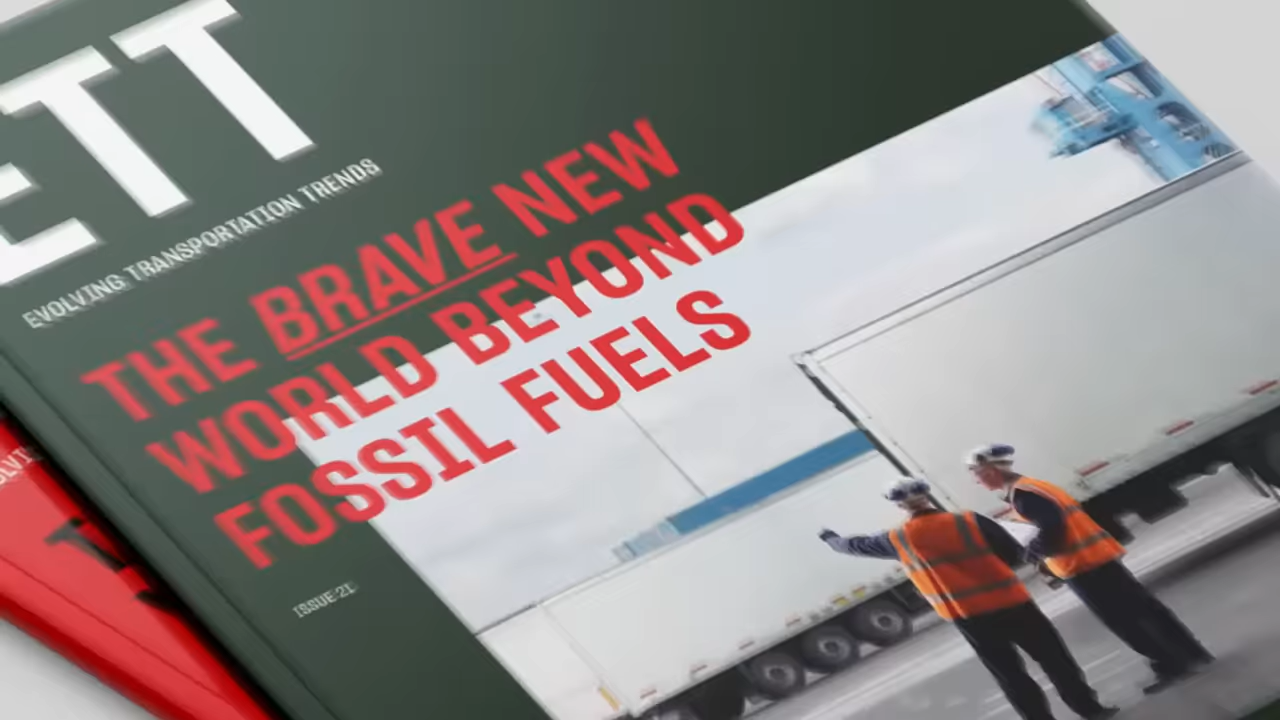 ETT
EVOLVING TRANSPORTATION TRENDS
THE BRAVE NEW
WORLD BEYOND
FOSSIL FUELS
ISSUE 21